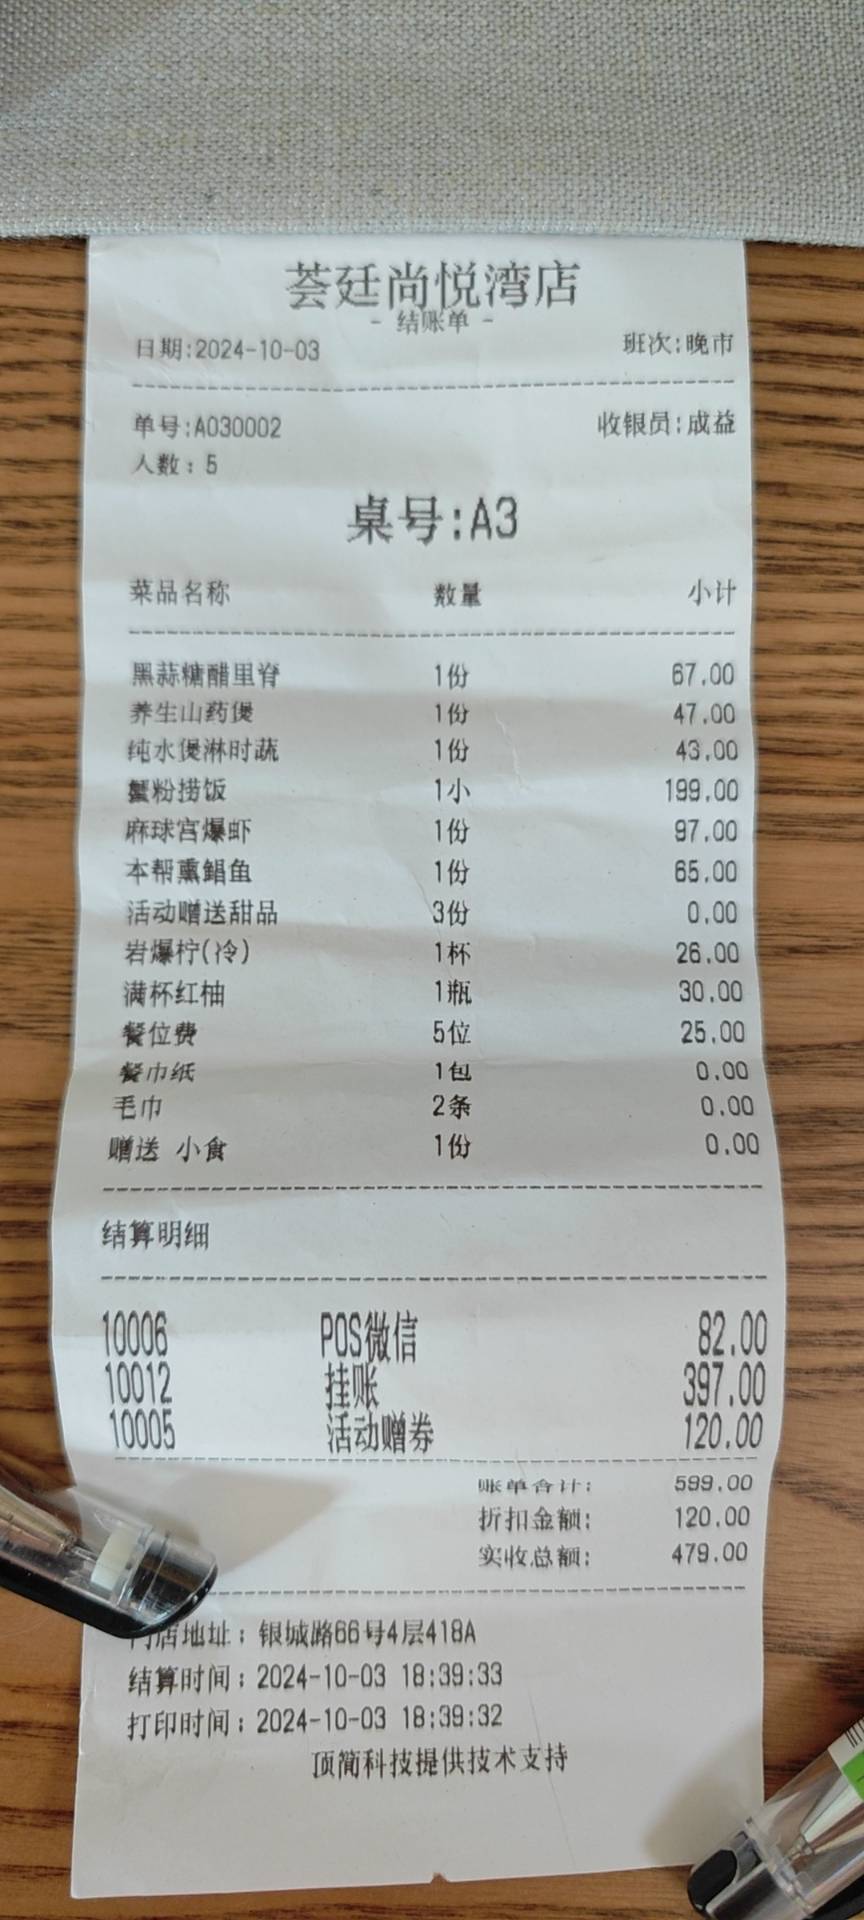 荟廷尚悦湾店
- 结账单 -
日期:2024-10-03 班次:晚市
单号:A030002 收银员:成益
人数: 5
桌号:A3
菜品名称 数量 小计
黑蒜糖醋里脊 1份 67.00
养生山药煲 1份 47.00
纯水煲淋时蔬 1份 43.00
蟹粉捞饭 1小 199.00
麻球宫爆虾 1份 97.00
本帮熏鲳鱼 1份 65.00
活动赠送甜品 3份 0.00
岩爆柠(冷) 1杯 26.00
满杯红柚 1瓶 30.00
餐位费 5位 25.00
餐巾纸 1包 0.00
毛巾 2条 0.00
赠送 小食 1份 0.00
结算明细
10006 POS微信 82.00
10012 挂账 397.00
10005 活动赠券 120.00
账单合计: 599.00
折扣金额: 120.00
实收总额: 479.00
门店地址: 银城路66号4层418A
结算时间: 2024-10-03 18:39:33
打印时间: 2024-10-03 18:39:32
顶简科技提供技术支持